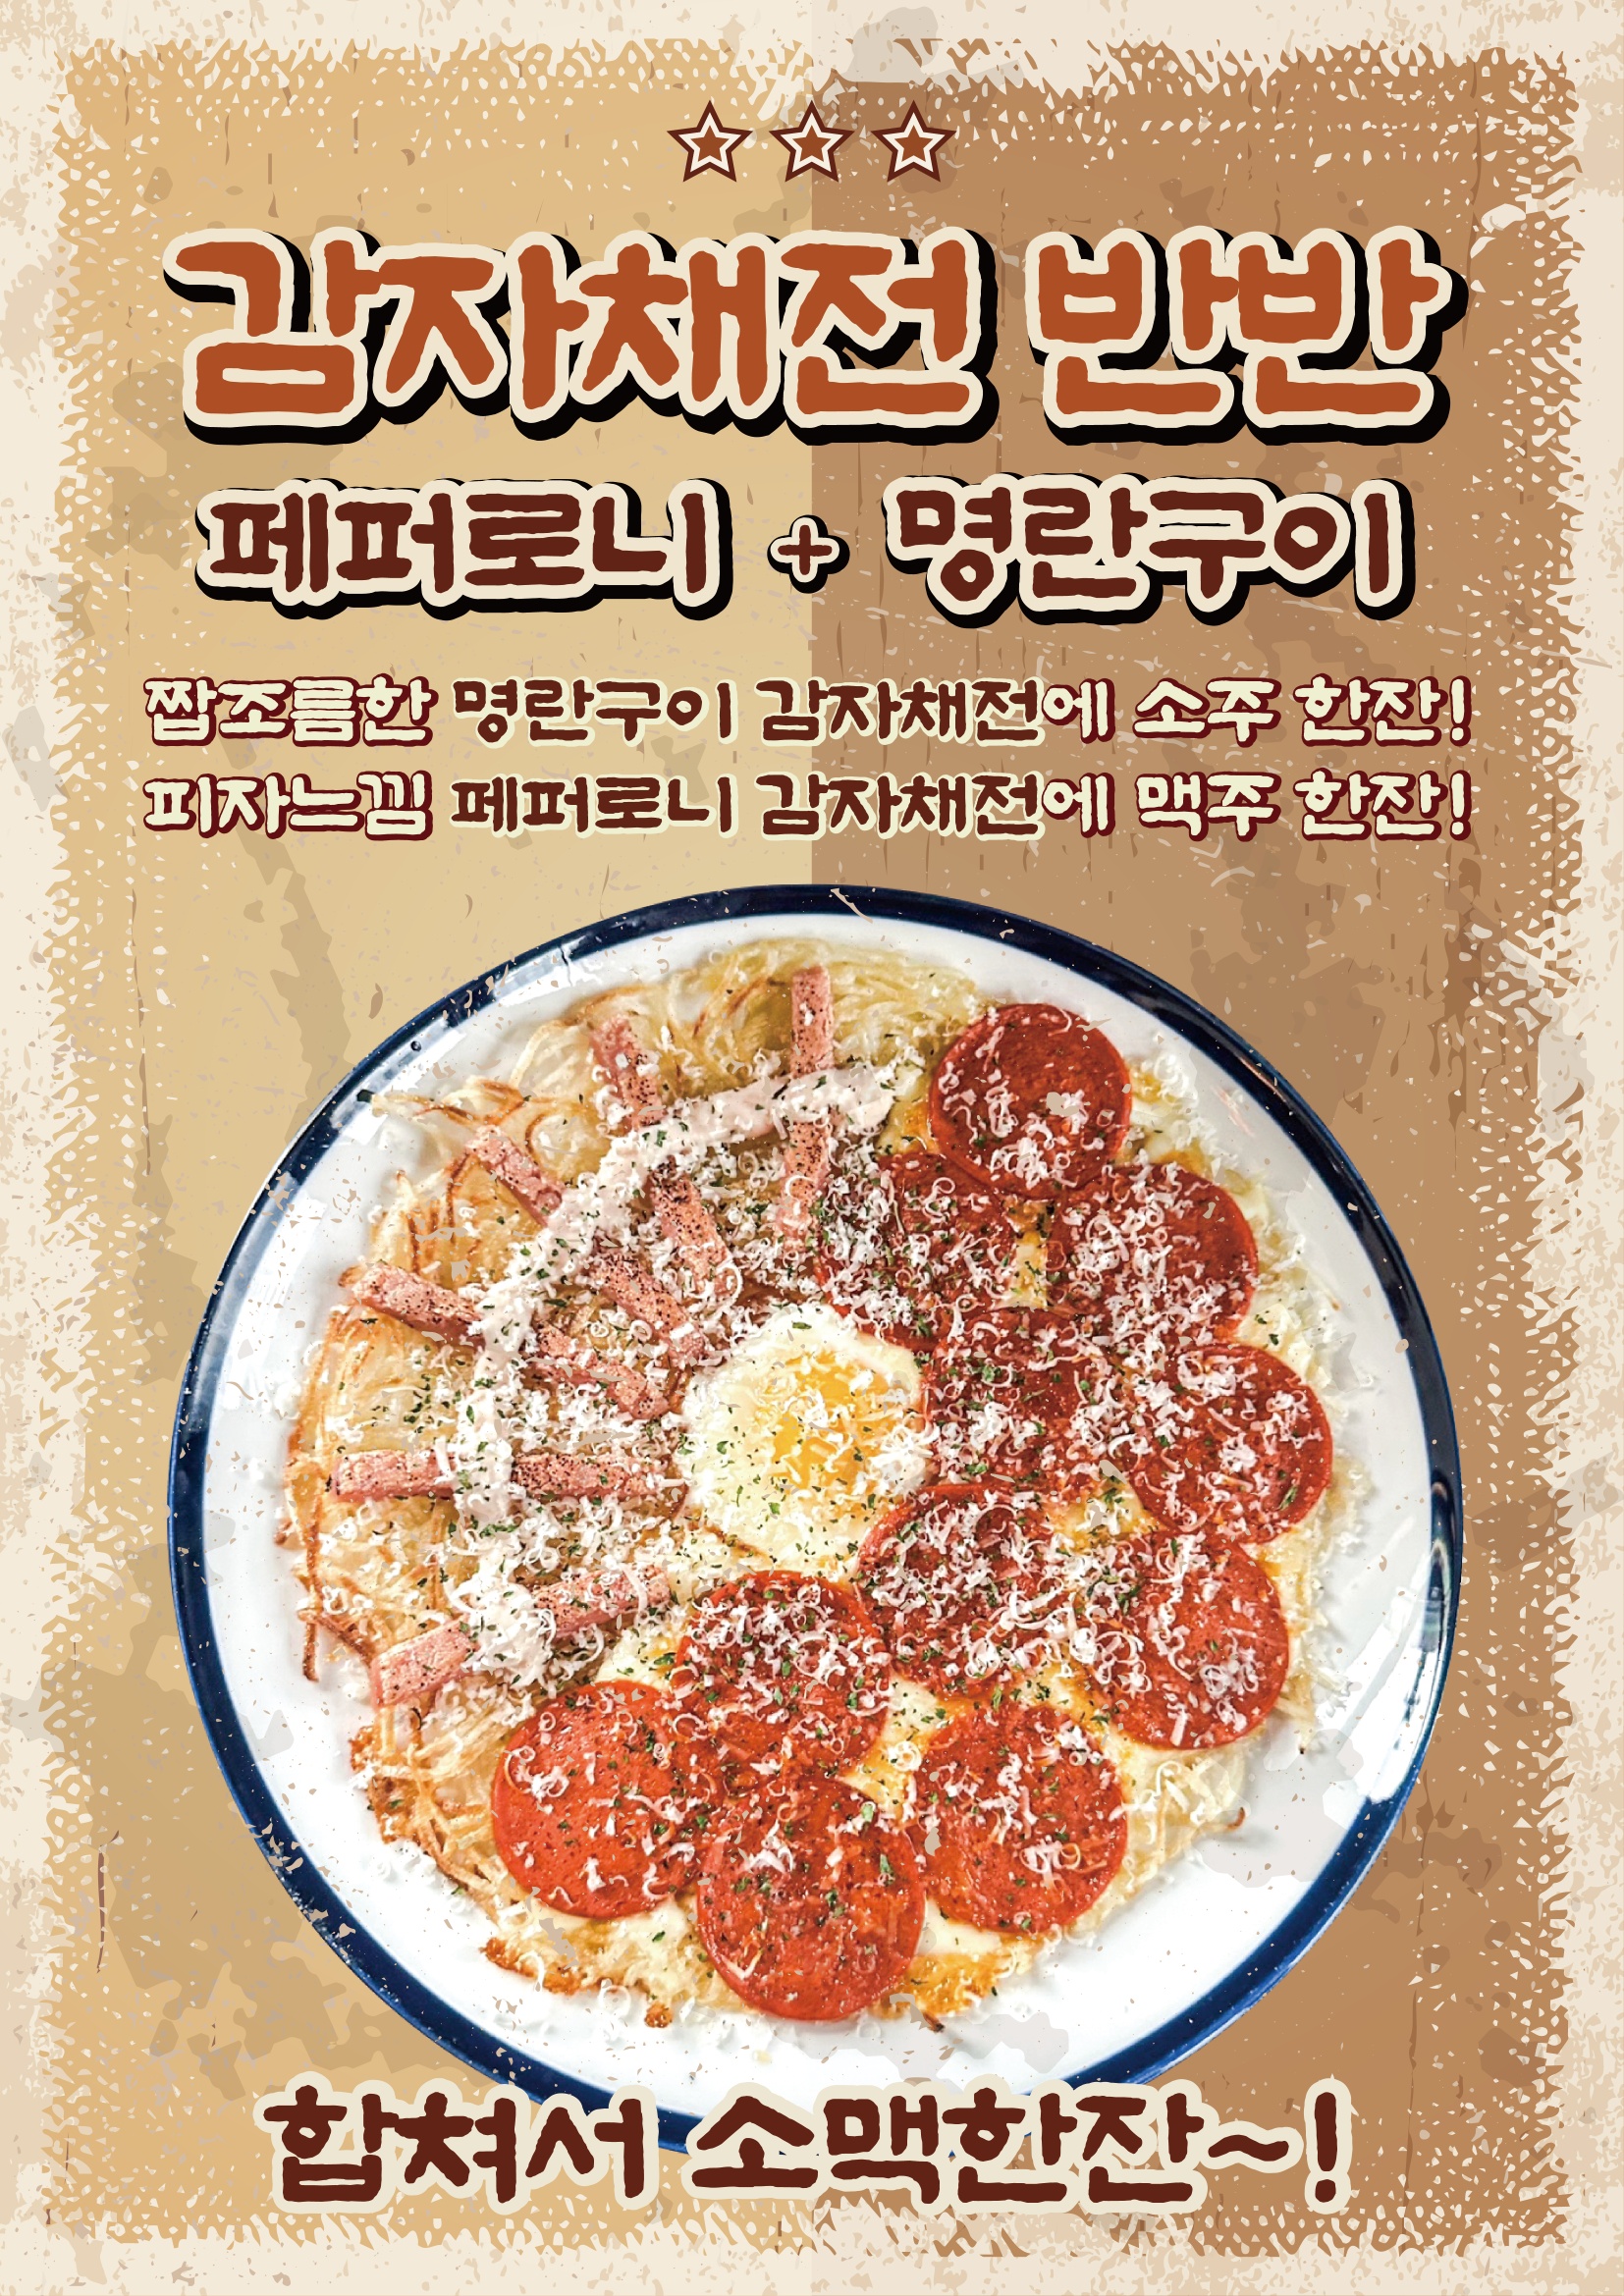 감자채전 반반
페퍼로니 + 명란구이
짭조름한 명란구이 감자채전에 소주 한잔!
피자느낌 페퍼로니 감자채전에 맥주 한잔!
합쳐서 소맥한잔~!